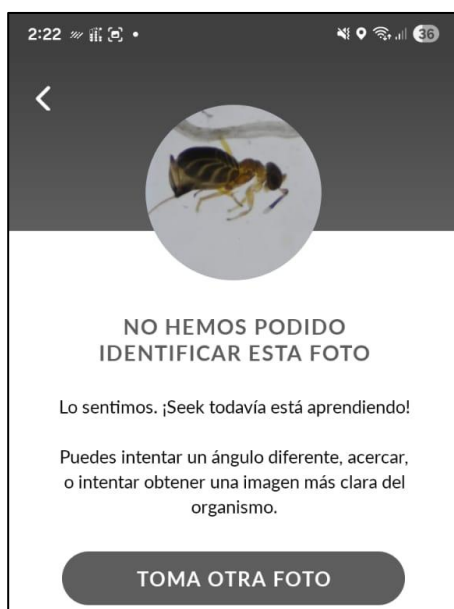 2:22
36
NO HEMOS PODIDO
IDENTIFICAR ESTA FOTO
Lo sentimos. ¡Seek todavía está aprendiendo!
Puedes intentar un ángulo diferente, acercar,
o intentar obtener una imagen más clara del
organismo.
TOMA OTRA FOTO